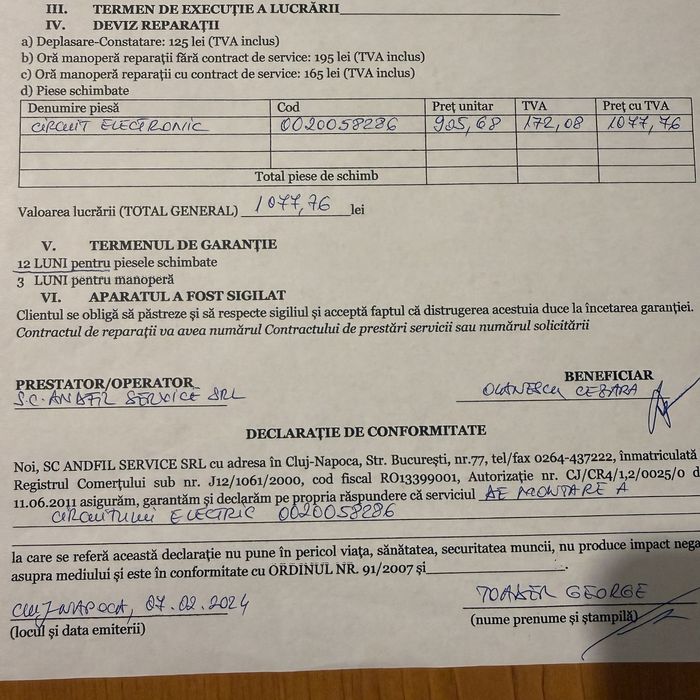 III. TERMEN DE EXECUȚIE A LUCRĂRII
IV. DEVIZ REPARAȚII
a) Deplasare-Constatare: 125 lei (TVA inclus)
b) Oră manoperă reparații fără contract de service: 195 lei (TVA inclus)
c) Oră manoperă reparații cu contract de service: 165 lei (TVA inclus)
d) Piese schimbate
Denumire piesă Cod Preț unitar TVA Preț cu TVA
CIRCUIT ELECTRONIC 0020058286 905,68 172,08 1077,76
Total piese de schimb
Valoarea lucrării (TOTAL GENERAL) 1077,76 lei
V. TERMENUL DE GARANȚIE
12 LUNI pentru piesele schimbate
3 LUNI pentru manoperă
VI. APARATUL A FOST SIGILAT
Clientul se obligă să păstreze și să respecte sigiliul și acceptă faptul că distrugerea acestuia duce la încetarea garanției.
Contractul de reparații va avea numărul Contractului de prestări servicii sau numărul solicitării
PRESTATOR/OPERATOR BENEFICIAR
S.C. ANDFIL SERVICE SRL OLANESCU CEZARA
DECLARAȚIE DE CONFORMITATE
Noi, SC ANDFIL SERVICE SRL cu adresa în Cluj-Napoca, Str. București, nr.77, tel/fax 0264-437222, înmatriculată
Registrul Comerțului sub nr. J12/1061/2000, cod fiscal RO13399001, Autorizație nr. CJ/CR4/1,2/0025/0 d
11.06.2011 asigurăm, garantăm și declarăm pe propria răspundere că serviciul DE MONTARE A
CIRCUITULUI ELECTRIC 0020058286
la care se referă această declarație nu pune în pericol viața, sănătatea, securitatea muncii, nu produce impact nega
asupra mediului și este în conformitate cu ORDINUL NR. 91/2007 și
CLUJ-NAPOCA, 07.02.2024 TOADER GEORGE
(locul și data emiterii) (nume prenume și ștampilă)